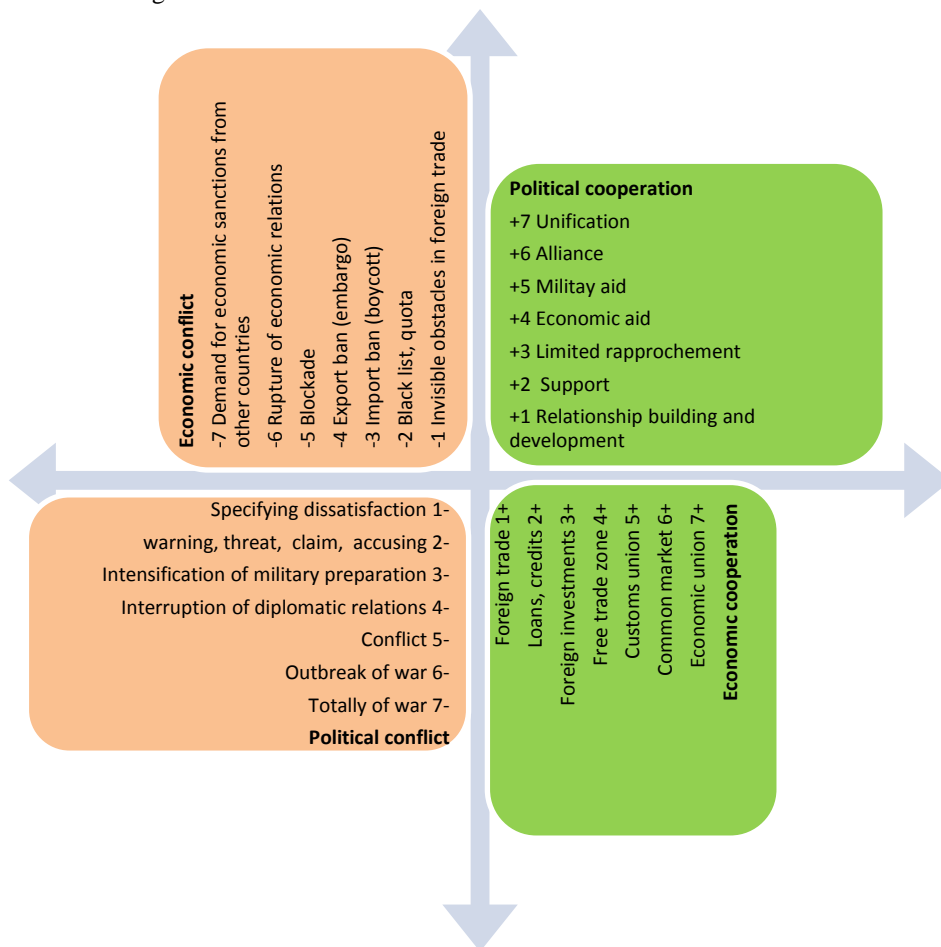 Economic conflict
-7 Demand for economic sanctions from
other countries
-6 Rupture of economic relations
-5 Blockade
-4 Export ban (embargo)
-3 Import ban (boycott)
-2 Black list, quota
-1 Invisible obstacles in foreign trade
Political cooperation
+7 Unification
+6 Alliance
+5 Militay aid
+4 Economic aid
+3 Limited rapprochement
+2 Support
+1 Relationship building and
development
Specifying dissatisfaction 1-
warning, threat, claim, accusing 2-
Intensification of military preparation 3-
Interruption of diplomatic relations 4-
Conflict 5-
Outbreak of war 6-
Totally of war 7-
Political conflict
Foreign trade 1+
Loans, credits 2+
Foreign investments 3+
Free trade zone 4+
Customs union 5+
Common market 6+
Economic union 7+
Economic cooperation